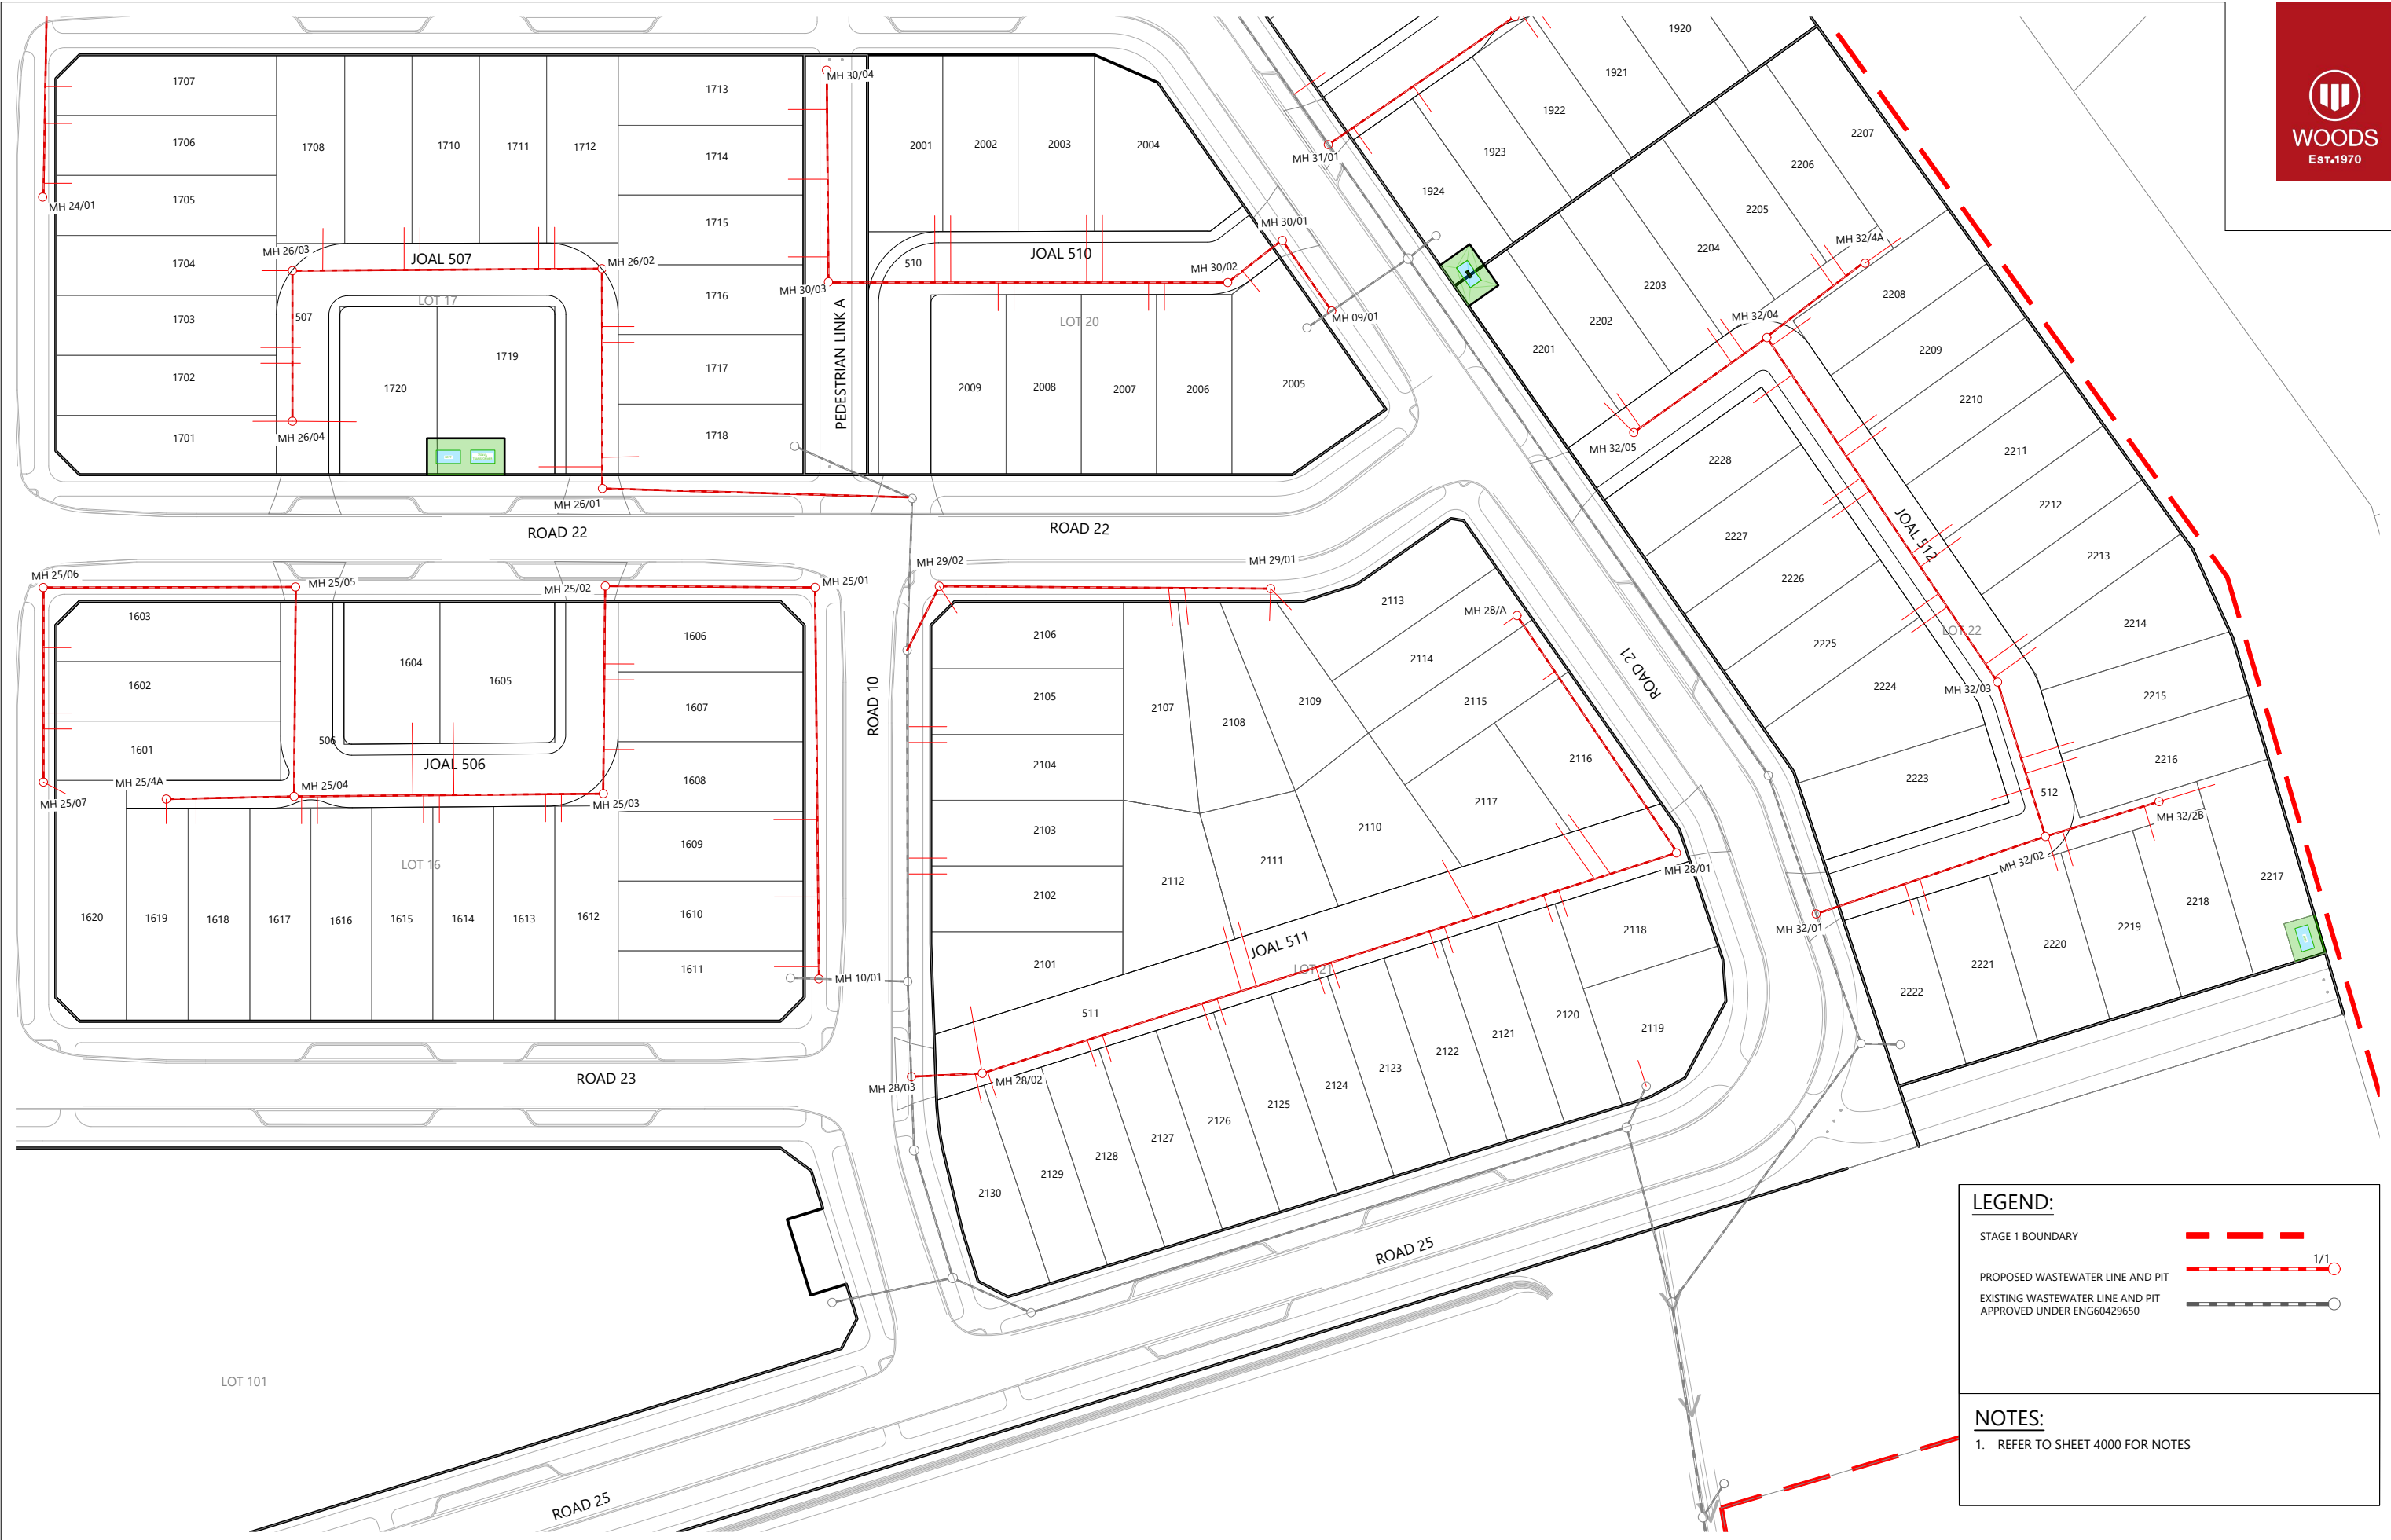 WOODS
EST.1970
1920
1921
1922
1923
1924
1707
1706
1705
1704
1703
1702
1701
1708
1710
1711
1712
1713
1714
1715
1716
1717
1718
1719
1720
MH 24/01
MH 26/03
MH 26/02
MH 26/04
MH 26/01
JOAL 507
LOT 17
507
MH 30/04
MH 30/03
PEDESTRIAN LINK A
2001
2002
2003
2004
MH 30/01
MH 30/02
JOAL 510
510
LOT 20
MH 09/01
2009
2008
2007
2006
2005
MH 31/01
2207
2206
2205
2204
2203
2202
2201
MH 32/4A
MH 32/04
MH 32/05
2208
2209
2210
2211
2212
2213
2214
2215
2216
2217
2218
2219
2220
2221
2222
2223
2224
2225
2226
2227
2228
JOAL 512
LOT 22
MH 32/03
512
MH 32/2B
MH 32/02
MH 32/01
ROAD 22
ROAD 22
MH 25/06
MH 25/05
MH 25/02
MH 25/01
MH 29/02
MH 29/01
1603
1602
1601
1604
1605
1606
1607
1608
1609
1610
1611
506
JOAL 506
MH 25/4A
MH 25/04
MH 25/03
MH 25/07
LOT 16
1620
1619
1618
1617
1616
1615
1614
1613
1612
MH 10/01
ROAD 10
ROAD 21
2106
2105
2104
2103
2102
2101
2107
2108
2109
2110
2111
2112
2113
2114
2115
2116
2117
MH 28/A
MH 28/01
JOAL 511
LOT 21
511
2118
2119
2120
2121
2122
2123
2124
2125
2126
2127
2128
2129
2130
MH 28/03
MH 28/02
ROAD 23
ROAD 25
ROAD 25
LOT 101
LEGEND:
STAGE 1 BOUNDARY
1/1
PROPOSED WASTEWATER LINE AND PIT
EXISTING WASTEWATER LINE AND PIT
APPROVED UNDER ENG60429650
NOTES:
1. REFER TO SHEET 4000 FOR NOTES